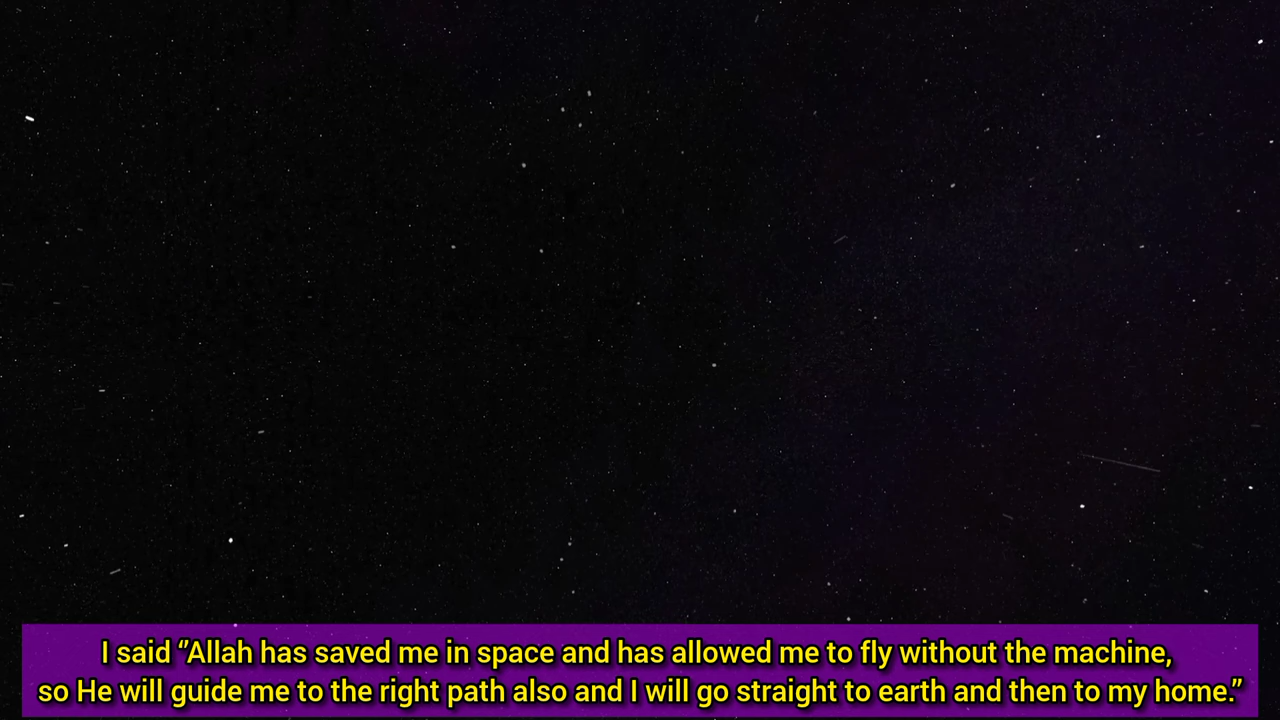 I said “Allah has saved me in space and has allowed me to fly without the machine,
so He will guide me to the right path also and I will go straight to earth and then to my home.”